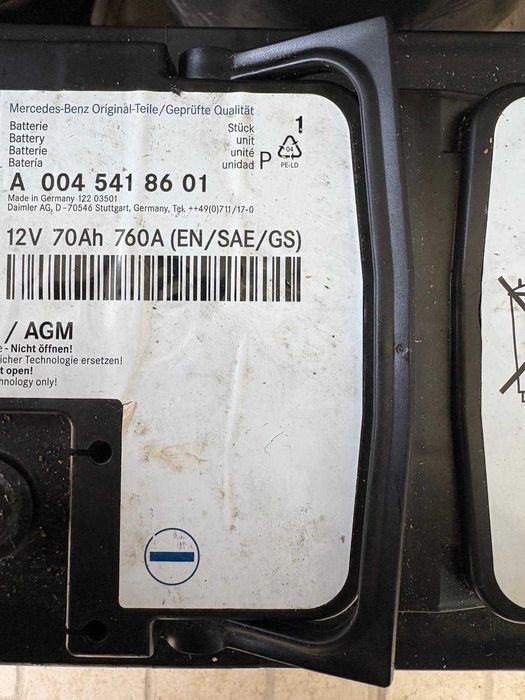 Mercedes-Benz Original-Teile/Geprüfte Qualität
Batterie Stück 1
Battery unit
Batterie unité
Batería unidad P 04
PE-LD
A 004 541 86 01
Made in Germany 122 03501
Daimler AG, D-70546 Stuttgart, Germany, Tel. ++49(0)711/17-0
12V 70Ah 760A (EN/SAE/GS)
/ AGM
e - Nicht öffnen!
licher Technologie ersetzen!
t open!
hnology only!